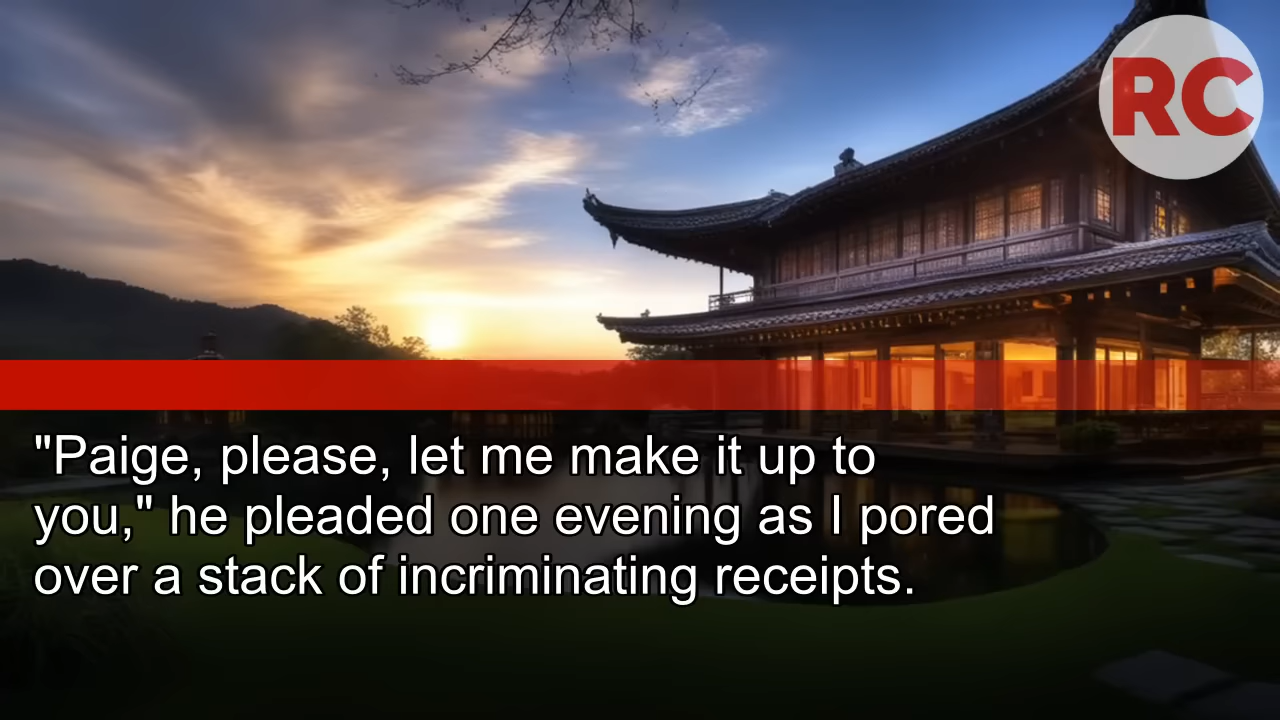 RC
"Paige, please, let me make it up to
you," he pleaded one evening as I pored
over a stack of incriminating receipts.